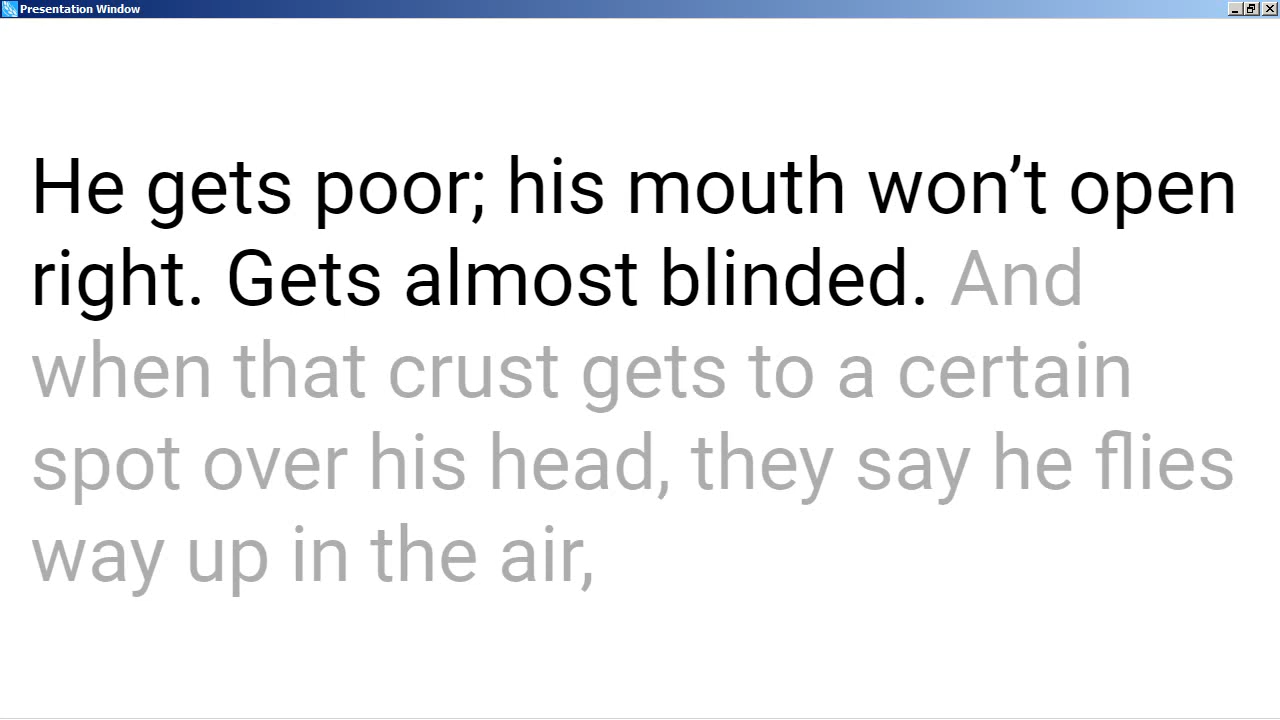 Presentation Window
He gets poor; his mouth won’t open
right. Gets almost blinded. And
when that crust gets to a certain
spot over his head, they say he flies
way up in the air,